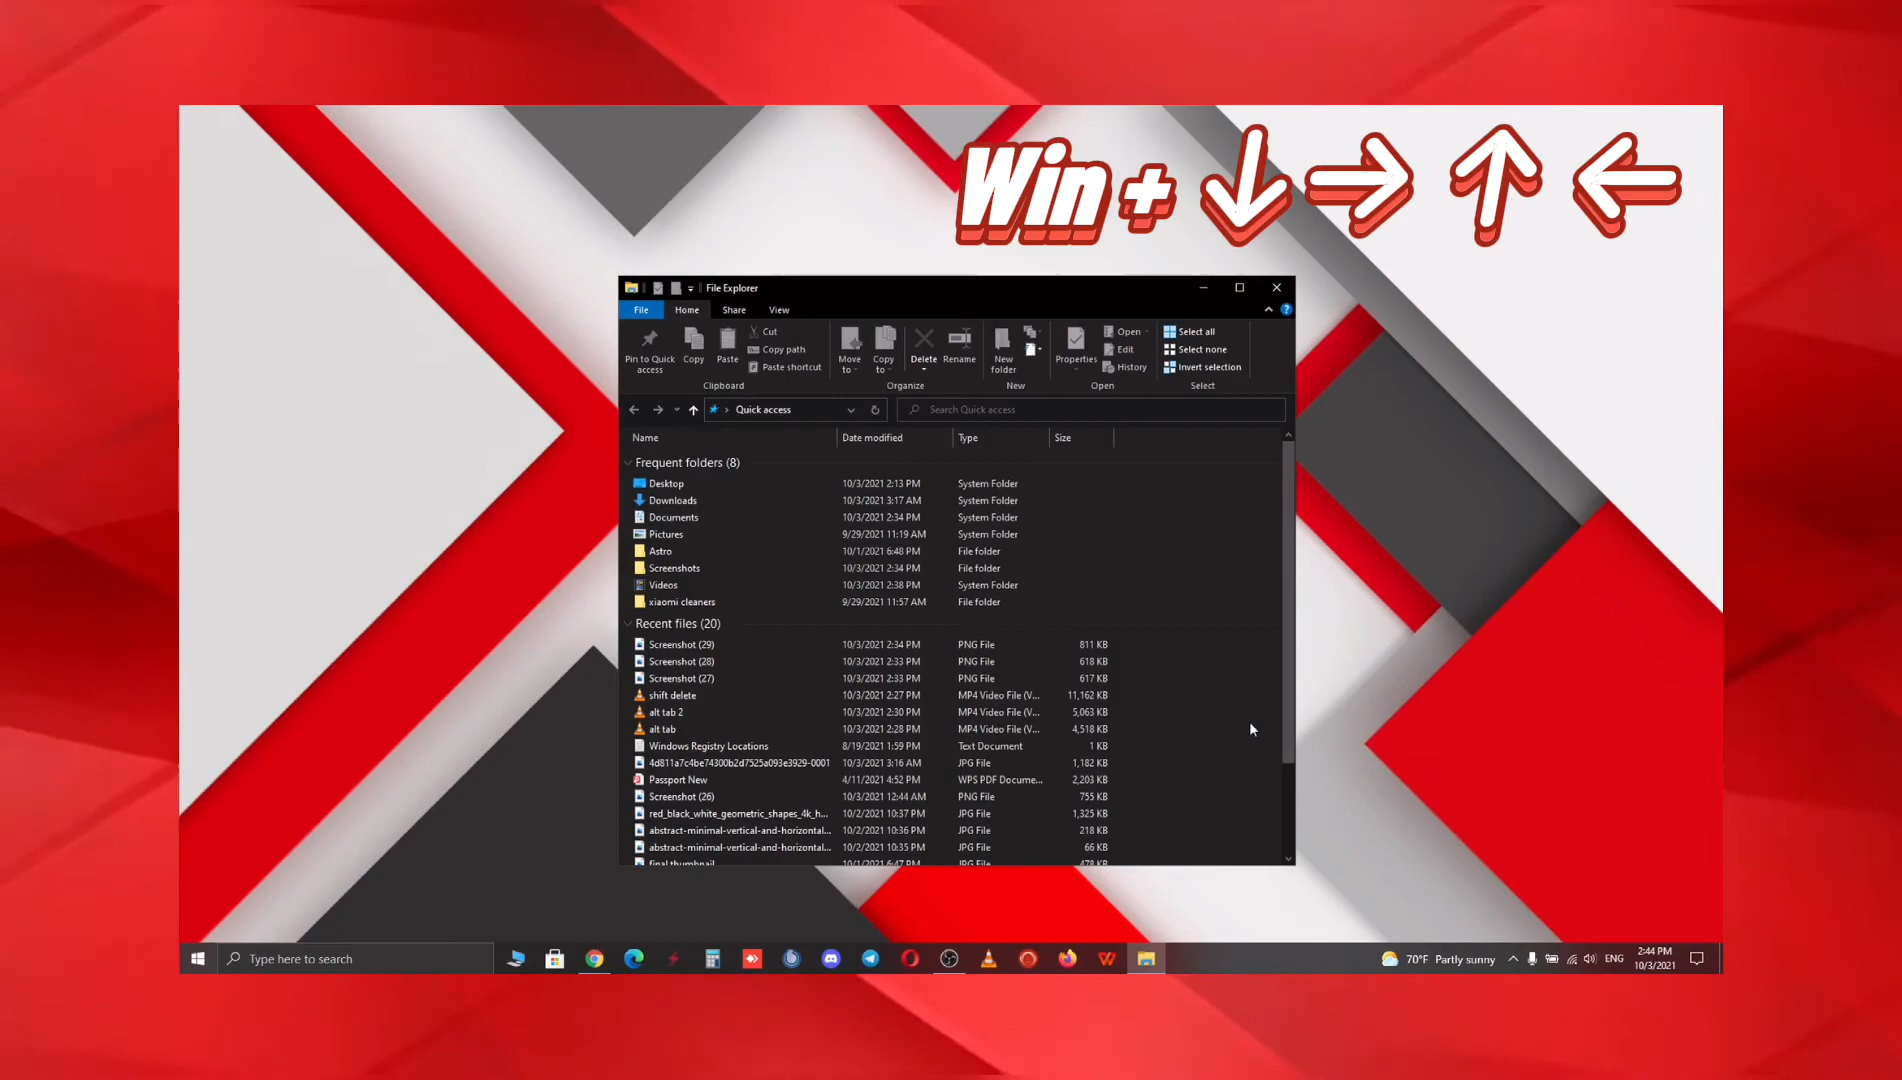 Win + ↓ → ↑ ←
File Explorer
File Home Share View
Pin to Quick access
Copy
Paste
Cut
Copy path
Paste shortcut
Clipboard
Move to
Copy to
Delete
Rename
Organize
New folder
New
Properties
Open
Edit
History
Open
Select all
Select none
Invert selection
Select
Quick access
Search Quick access
Name Date modified Type Size
Frequent folders (8)
Desktop 10/3/2021 2:13 PM System Folder
Downloads 10/3/2021 3:17 AM System Folder
Documents 10/3/2021 2:34 PM System Folder
Pictures 9/29/2021 11:19 AM System Folder
Astro 10/1/2021 6:48 PM File folder
Screenshots 10/3/2021 2:34 PM File folder
Videos 10/3/2021 2:38 PM System Folder
xiaomi cleaners 9/29/2021 11:57 AM File folder
Recent files (20)
Screenshot (29) 10/3/2021 2:34 PM PNG File 811 KB
Screenshot (28) 10/3/2021 2:33 PM PNG File 618 KB
Screenshot (27) 10/3/2021 2:33 PM PNG File 617 KB
shift delete 10/3/2021 2:27 PM MP4 Video File (V... 11,162 KB
alt tab 2 10/3/2021 2:30 PM MP4 Video File (V... 5,063 KB
alt tab 10/3/2021 2:28 PM MP4 Video File (V... 4,518 KB
Windows Registry Locations 8/19/2021 1:59 PM Text Document 1 KB
4d811a7c4be74300b2d7525a093e3929-0001 10/3/2021 3:16 AM JPG File 1,182 KB
Passport New 4/11/2021 4:52 PM WPS PDF Docume... 2,203 KB
Screenshot (26) 10/3/2021 12:44 AM PNG File 755 KB
red_black_white_geometric_shapes_4k_h... 10/2/2021 10:37 PM JPG File 1,325 KB
abstract-minimal-vertical-and-horizontal... 10/2/2021 10:36 PM JPG File 218 KB
abstract-minimal-vertical-and-horizontal... 10/2/2021 10:35 PM JPG File 66 KB
final thumbnail 10/1/2021 6:47 PM JPG File 478 KB
Type here to search
70°F Partly sunny
ENG
2:44 PM
10/3/2021